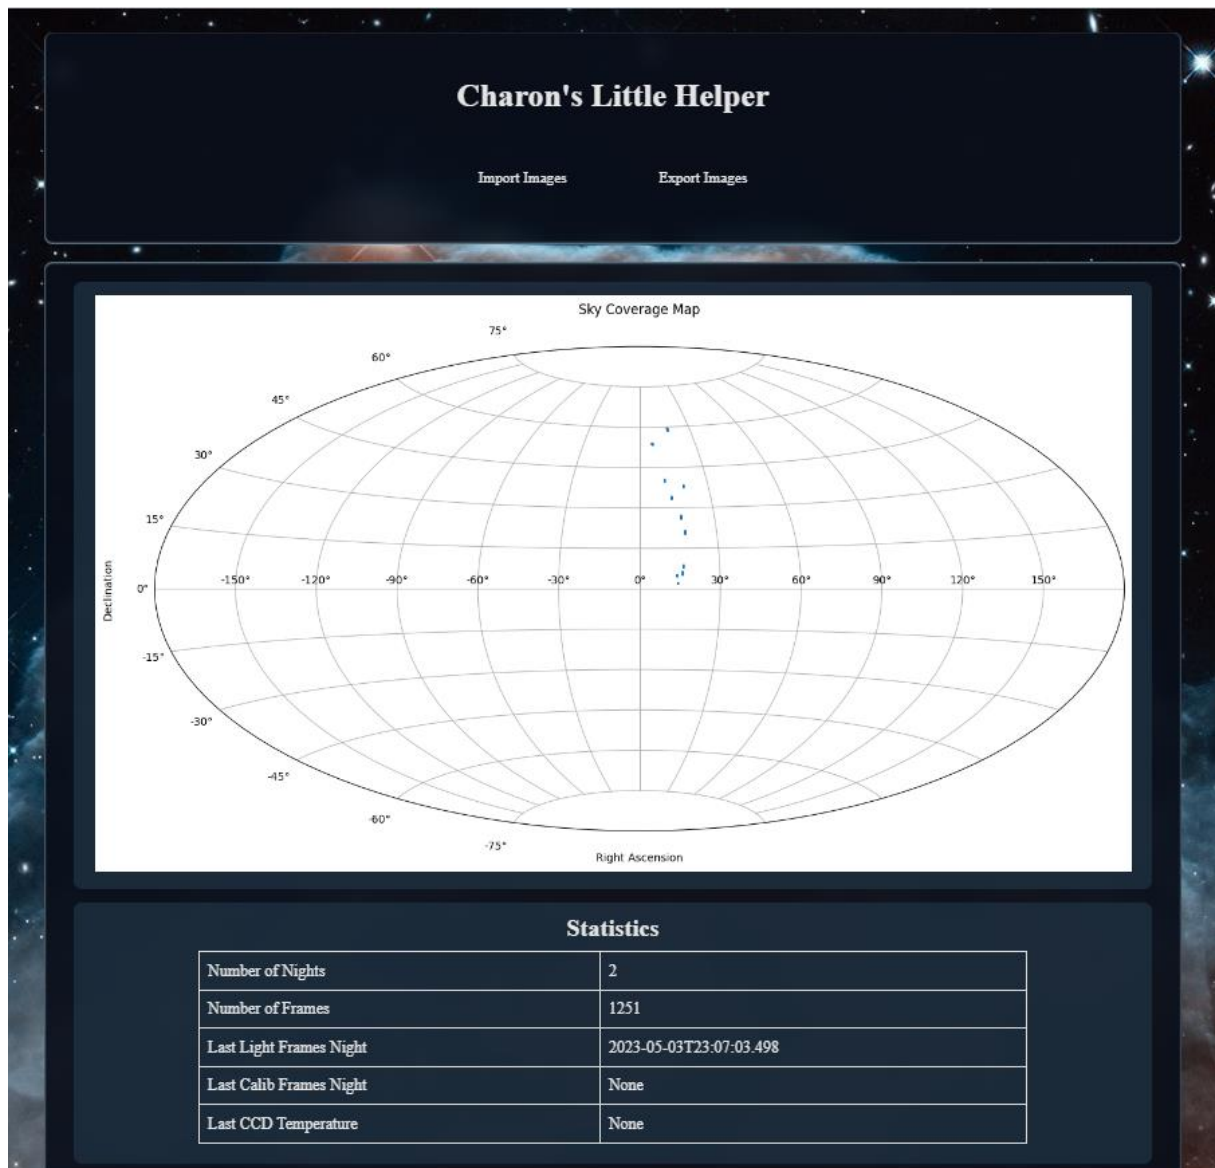 Charon's Little Helper
Import Images Export Images
Sky Coverage Map
75°
60°
45°
30°
15°
Declination
0°
-150° -120° -90° -60° -30° 0° 30° 60° 90° 120° 150°
-15°
-30°
-45°
-60°
-75°
Right Ascension
Statistics
Number of Nights 2
Number of Frames 1251
Last Light Frames Night 2023-05-03T23:07:03.498
Last Calib Frames Night None
Last CCD Temperature None